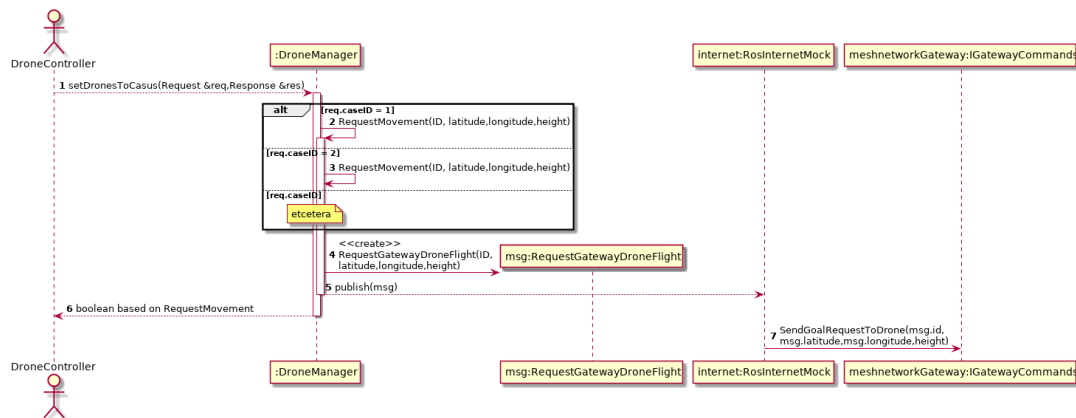 DroneController
:DroneManager
internet:RosInternetMock
meshnetworkGateway:IGatewayCommands
1 setDronesToCasus(Request &req,Response &res)
alt [req.caseID = 1]
2 RequestMovement(ID, latitude,longitude,height)
[req.caseID = 2]
3 RequestMovement(ID, latitude,longitude,height)
[req.caseID]
etcetera
<<create>>
4 RequestGatewayDroneFlight(ID,
latitude,longitude,height)
msg:RequestGatewayDroneFlight
5 publish(msg)
6 boolean based on RequestMovement
7 SendGoalRequestToDrone(msg.id,
msg.latitude,msg.longitude,height)
DroneController
:DroneManager
msg:RequestGatewayDroneFlight
internet:RosInternetMock
meshnetworkGateway:IGatewayCommands